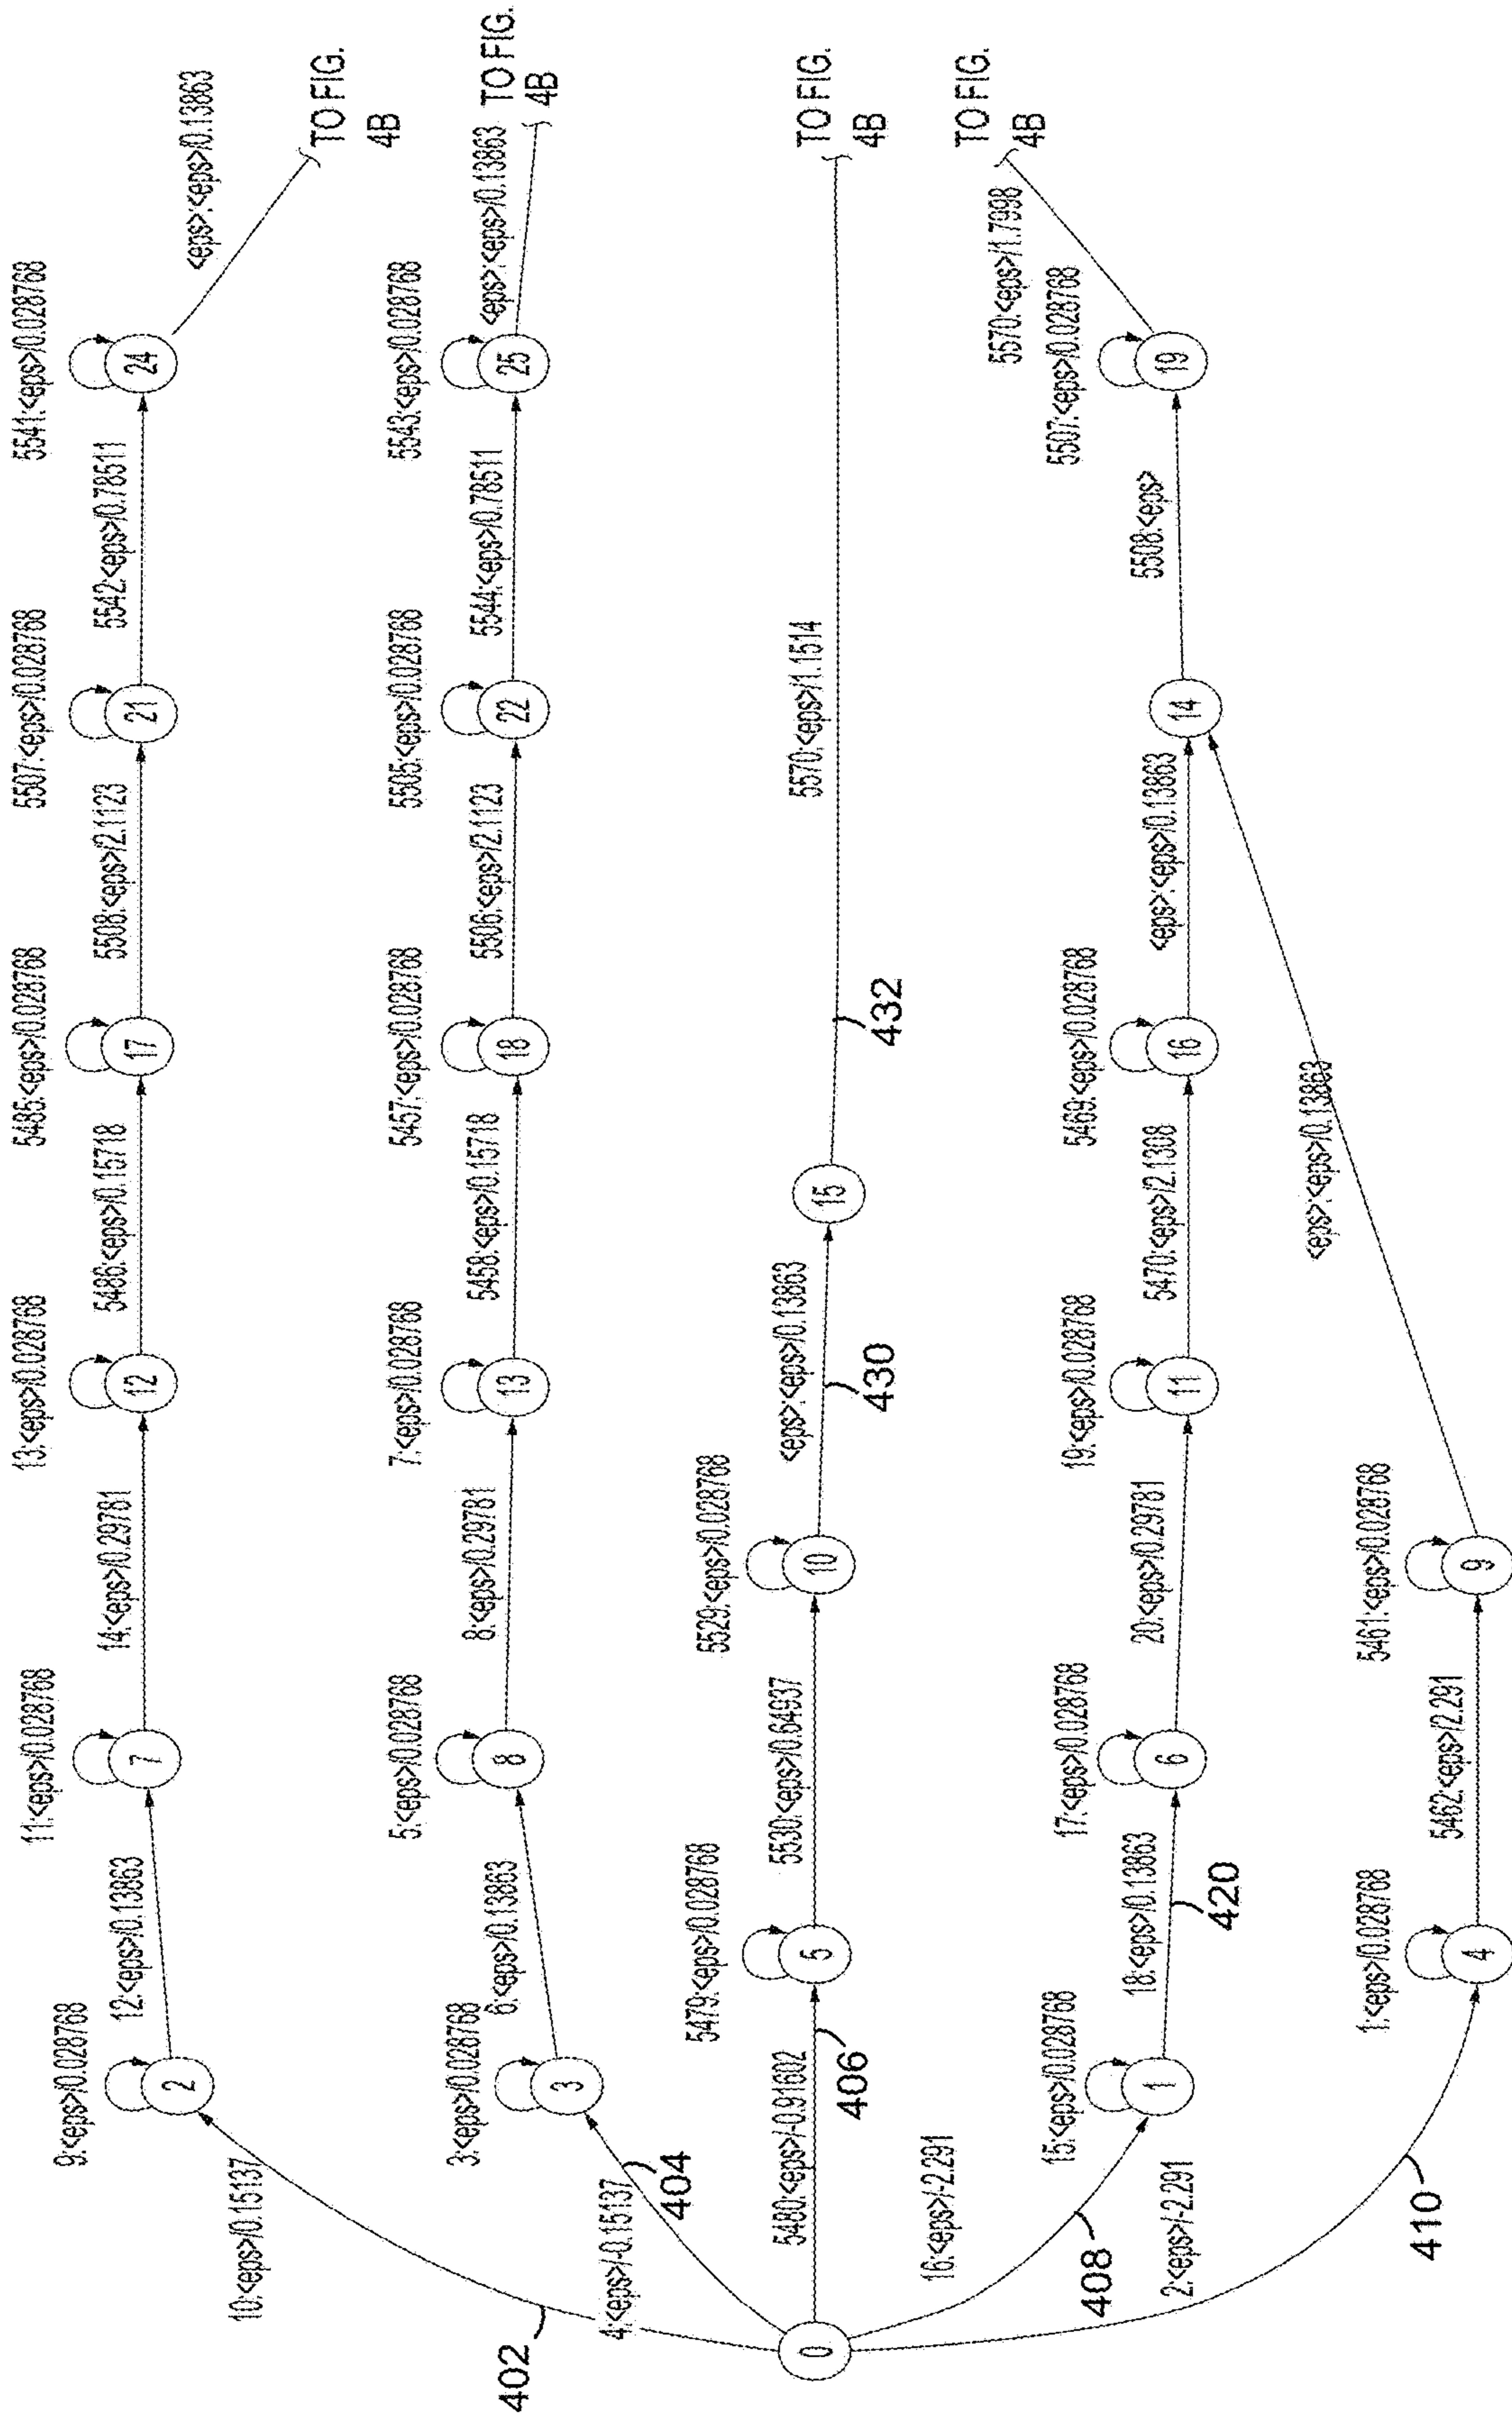 9:<eps>/0.028768
11:<eps>/0.028768
13:<eps>/0.028768
5485:<eps>/0.028768
5507:<eps>/0.028768
5541:<eps>/0.028768
10:<eps>/0.15137
2
12:<eps>/0.13863
7
14:<eps>/0.29781
12
5486:<eps>/0.15718
17
5508:<eps>/2.1123
21
5542:<eps>/0.78511
24
<eps>:<eps>/0.13863
TO FIG.
4B
402
3:<eps>/0.028768
5:<eps>/0.028768
7:<eps>/0.028768
5457:<eps>/0.028768
5505:<eps>/0.028768
5543:<eps>/0.028768
4:<eps>/-0.15137
404
3
6:<eps>/0.13863
8
8:<eps>/0.29781
13
5458:<eps>/0.15718
18
5506:<eps>/2.1123
22
5544:<eps>/0.78511
25
<eps>:<eps>/0.13863
TO FIG.
4B
5479:<eps>/0.028768
5529:<eps>/0.028768
0
5480:<eps>/-0.91602
406
5
5530:<eps>/0.64937
10
<eps>:<eps>/0.13863
430
15
5570:<eps>/1.1514
432
TO FIG.
4B
15:<eps>/0.028768
17:<eps>/0.028768
19:<eps>/0.028768
5469:<eps>/0.028768
5507:<eps>/0.028768
16:<eps>/-2.291
408
1
18:<eps>/0.13863
420
6
20:<eps>/0.29781
11
5470:<eps>/2.1308
16
<eps>:<eps>/0.13863
14
5508:<eps>
19
5570:<eps>/1.7998
TO FIG.
4B
2:<eps>/-2.291
410
1:<eps>/0.028768
4
5462:<eps>/2.291
5461:<eps>/0.028768
9
<eps>:<eps>/0.13863